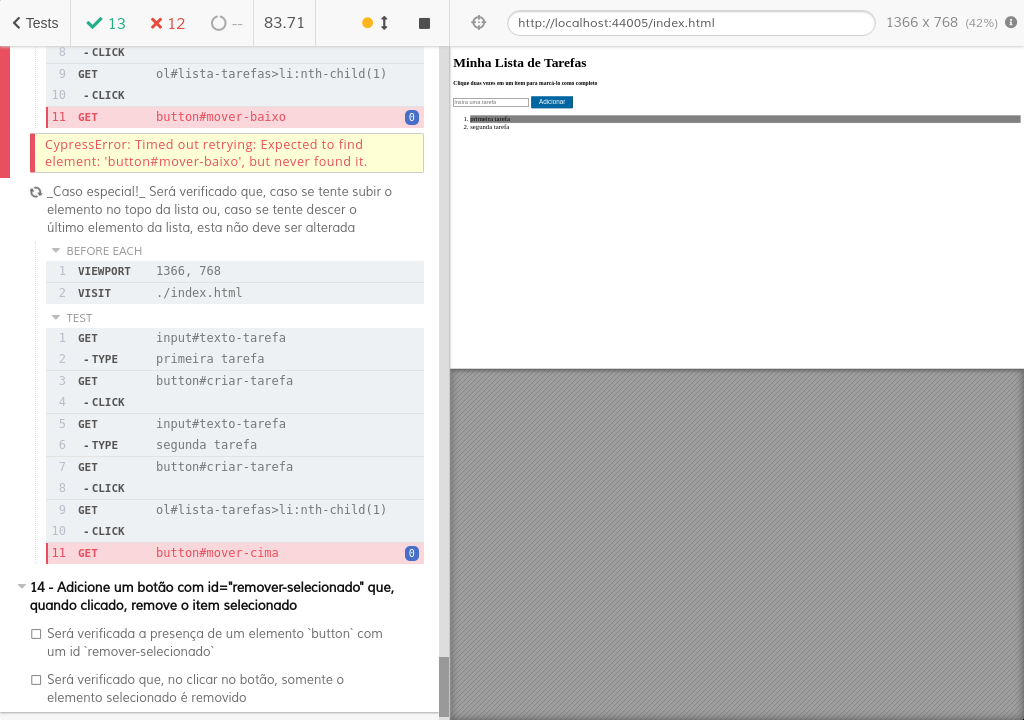 Tests
13
12
--
83.71
http://localhost:44005/index.html
1366 x 768 (42%)
8 - CLICK
9 GET ol#lista-tarefas>li:nth-child(1)
10 - CLICK
11 GET button#mover-baixo 0
CypressError: Timed out retrying: Expected to find
element: 'button#mover-baixo', but never found it.
_Caso especial!_ Será verificado que, caso se tente subir o
elemento no topo da lista ou, caso se tente descer o
último elemento da lista, esta não deve ser alterada
BEFORE EACH
1 VIEWPORT 1366, 768
2 VISIT ./index.html
TEST
1 GET input#texto-tarefa
2 - TYPE primeira tarefa
3 GET button#criar-tarefa
4 - CLICK
5 GET input#texto-tarefa
6 - TYPE segunda tarefa
7 GET button#criar-tarefa
8 - CLICK
9 GET ol#lista-tarefas>li:nth-child(1)
10 - CLICK
11 GET button#mover-cima 0
14 - Adicione um botão com id="remover-selecionado" que,
quando clicado, remove o item selecionado
Será verificada a presença de um elemento `button` com
um id `remover-selecionado`
Será verificado que, no clicar no botão, somente o
elemento selecionado é removido
Minha Lista de Tarefas
Clique duas vezes em um item para marcá-lo como completo
Insira uma tarefa Adicionar
1. primeira tarefa
2. segunda tarefa